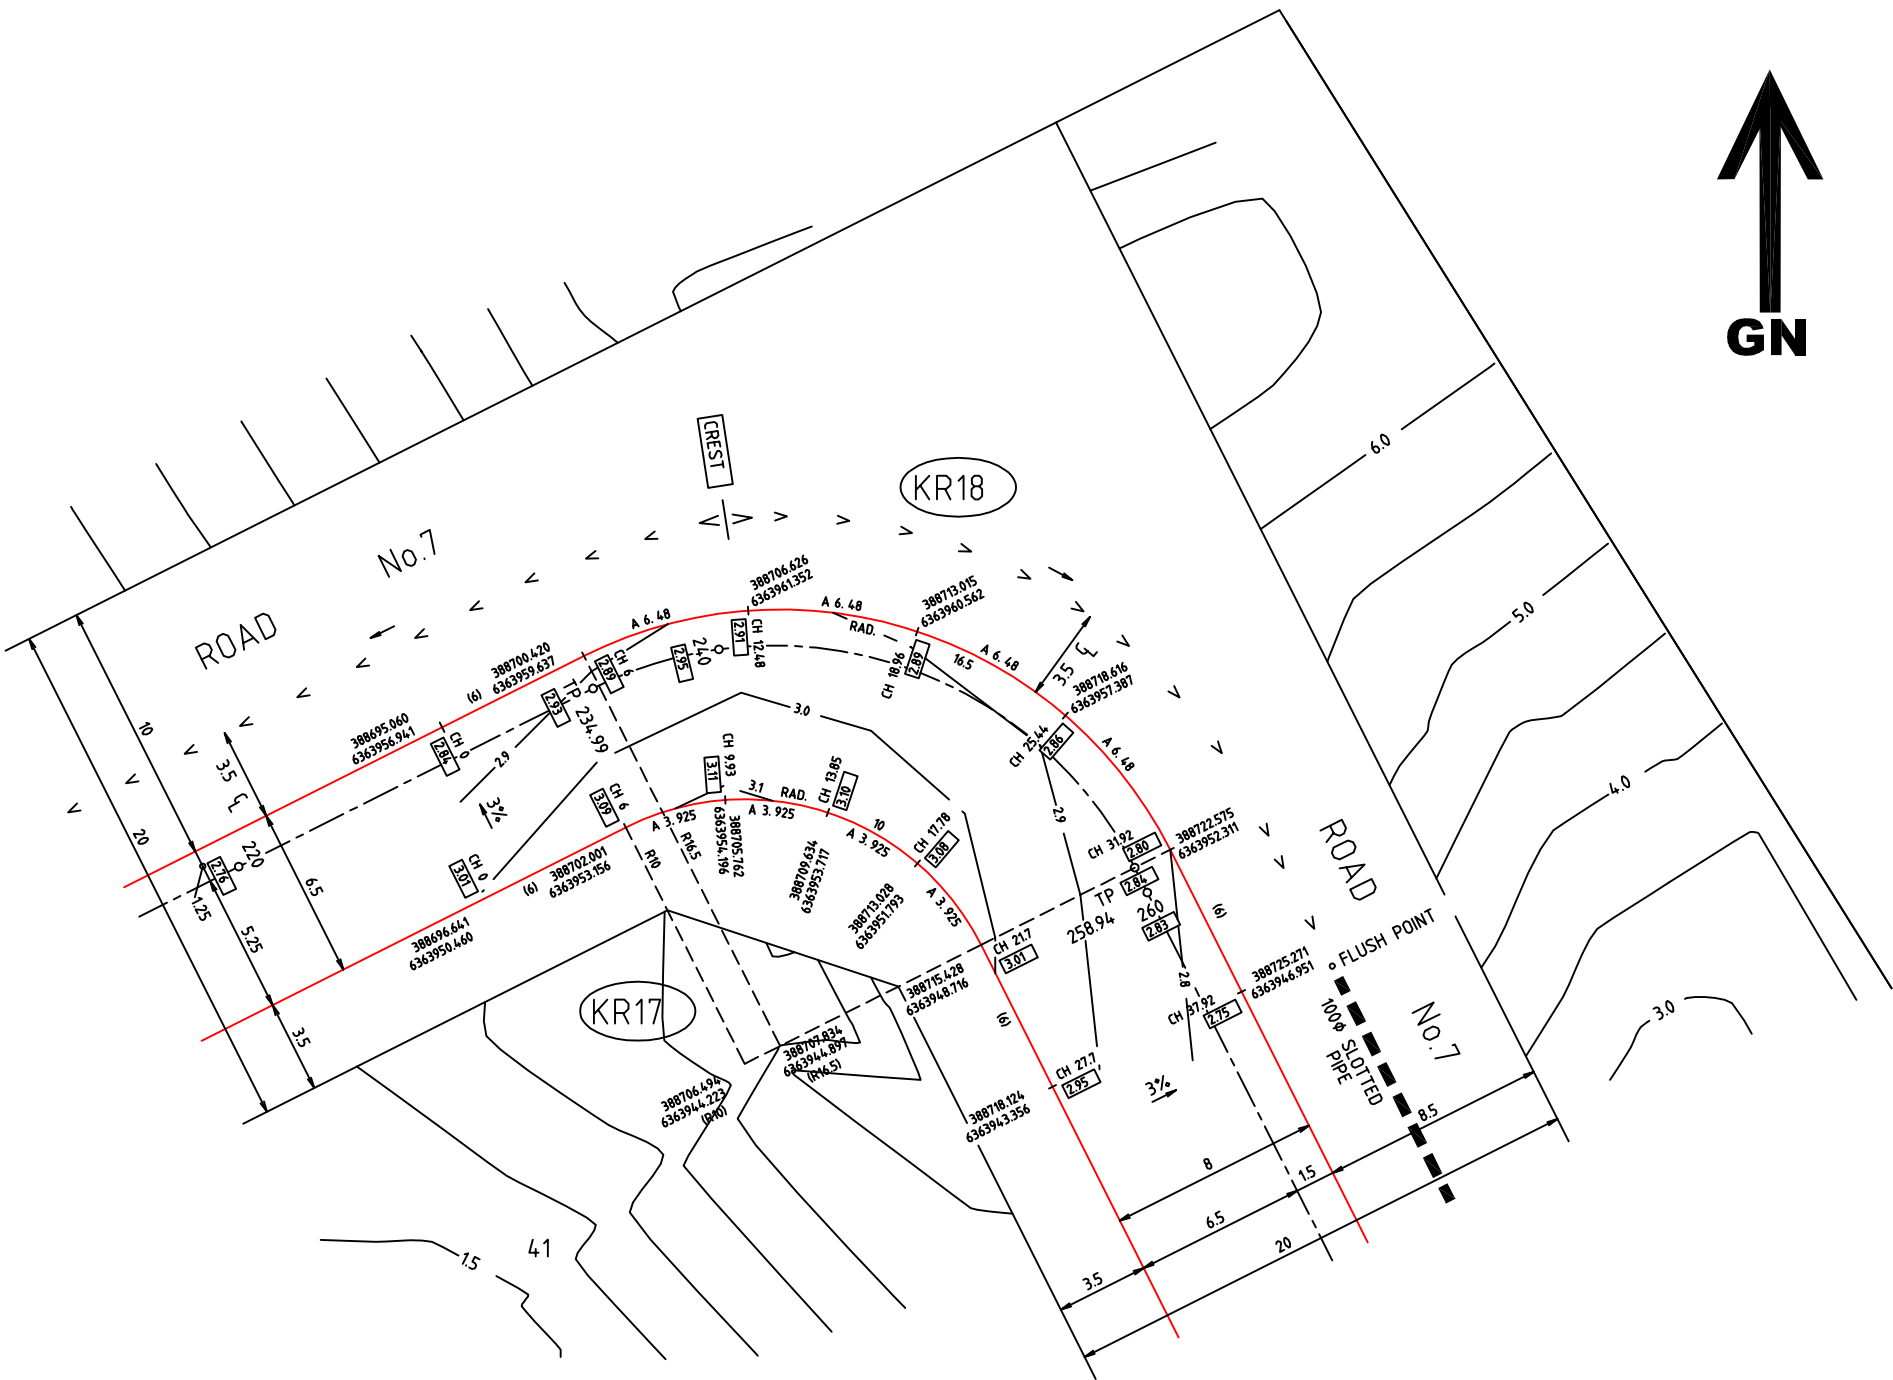 GN
6.0
5.0
4.0
3.0
CREST
KR18
ROAD
No.7
388706.626
6363961.352
388713.015
6363960.562
A 6.48
A 6.48
RAD.
A 6.48
16.5
3.5 ℄
388718.616
6363957.387
A 6.48
388700.420
6363959.637
(6)
388695.060
6363956.941
CH 0
2.84
CH 6
2.89
2.93
TP
234.99
2.95
240
2.91
CH 12.48
CH 18.96
2.89
CH 25.44
2.86
10
20
3.5 ℄
220
2.76
1.25
5.25
6.5
3.5
2.9
3%
3.0
CH 0
3.01
3.09
CH 6
3.11
CH 9.93
3.1
RAD.
CH 13.85
3.10
10
CH 17.78
3.08
A 3.925
A 3.925
A 3.925
A 3.925
R10
R16.5
(6)
388702.001
6363953.156
388696.641
6363950.460
388705.762
6363954.196
388709.634
6363953.717
388713.028
6363951.793
2.9
CH 31.92
2.80
388722.575
6363952.311
2.84
TP
258.94
260
2.83
CH 21.7
3.01
388715.428
6363948.716
(6)
(6)
2.8
CH 37.92
2.75
388725.271
6363946.951
ROAD
No.7
FLUSH POINT
100ø SLOTTED
PIPE
KR17
388707.834
6363944.897
(R16.5)
388706.494
6363944.223
(R10)
CH 27.7
2.95
388718.124
6363943.356
3%
8
8.5
1.5
6.5
20
3.5
1.5
41